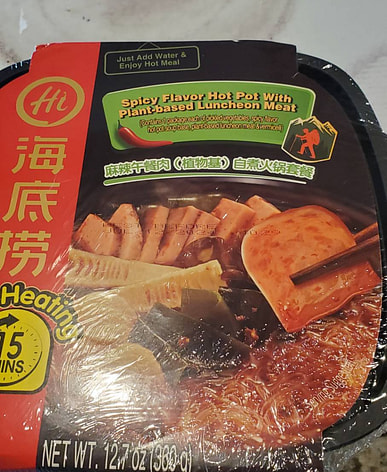 Just Add Water &
Enjoy Hot Meal
Hi
海底捞
Spicy Flavor Hot Pot With
Plant-based Luncheon Meat
麻辣午餐肉（植物基）自煮火锅套餐
Heating
15
MINS.
NET WT. 12.7 oz (360 g)